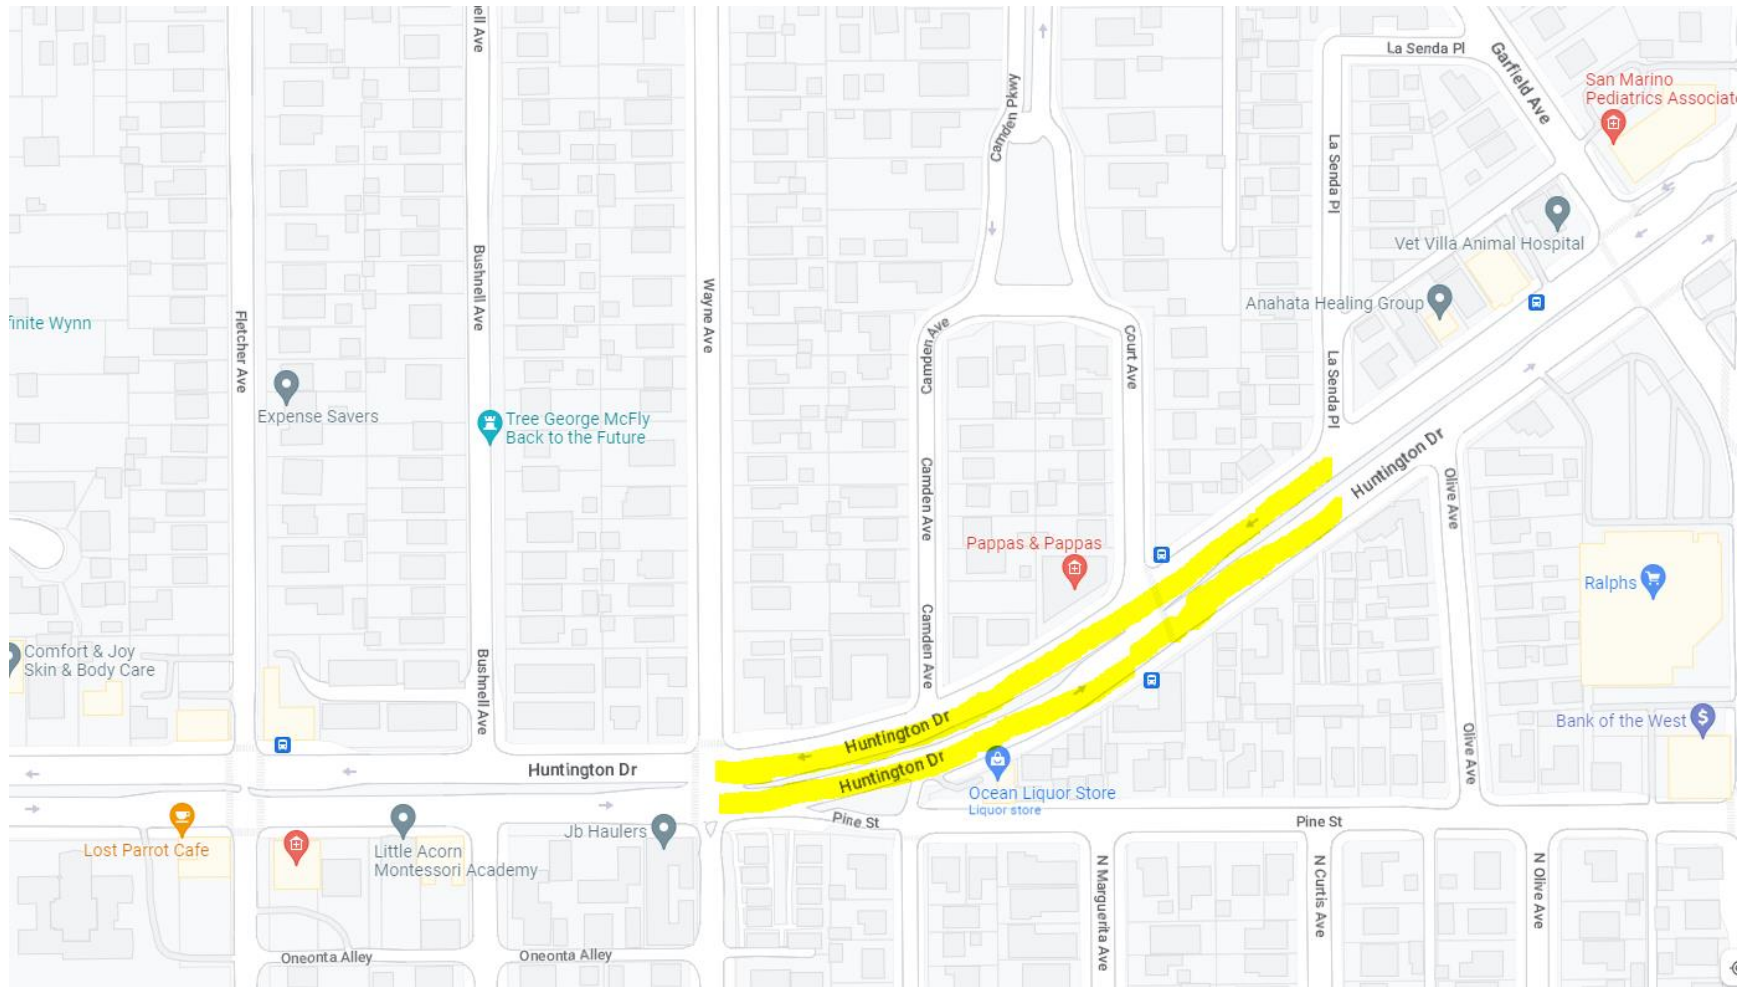 ell Ave
La Senda Pl
Garfield Ave
San Marino
Pediatrics Associat
Camden Pkwy
La Senda Pl
Vet Villa Animal Hospital
Bushnell Ave
Wayne Ave
Anahata Healing Group
finite Wynn
Fletcher Ave
Camden Ave
Court Ave
La Senda Pl
Expense Savers
Tree George McFly
Back to the Future
Huntington Dr
Camden Ave
Olive Ave
Pappas & Pappas
Ralphs
Camden Ave
Comfort & Joy
Skin & Body Care
Bushnell Ave
Huntington Dr
Bank of the West
Huntington Dr
Huntington Dr
Olive Ave
Ocean Liquor Store
Liquor store
Pine St
Pine St
Jb Haulers
Lost Parrot Cafe
Little Acorn
Montessori Academy
N Marguerita Ave
N Curtis Ave
N Olive Ave
Oneonta Alley
Oneonta Alley